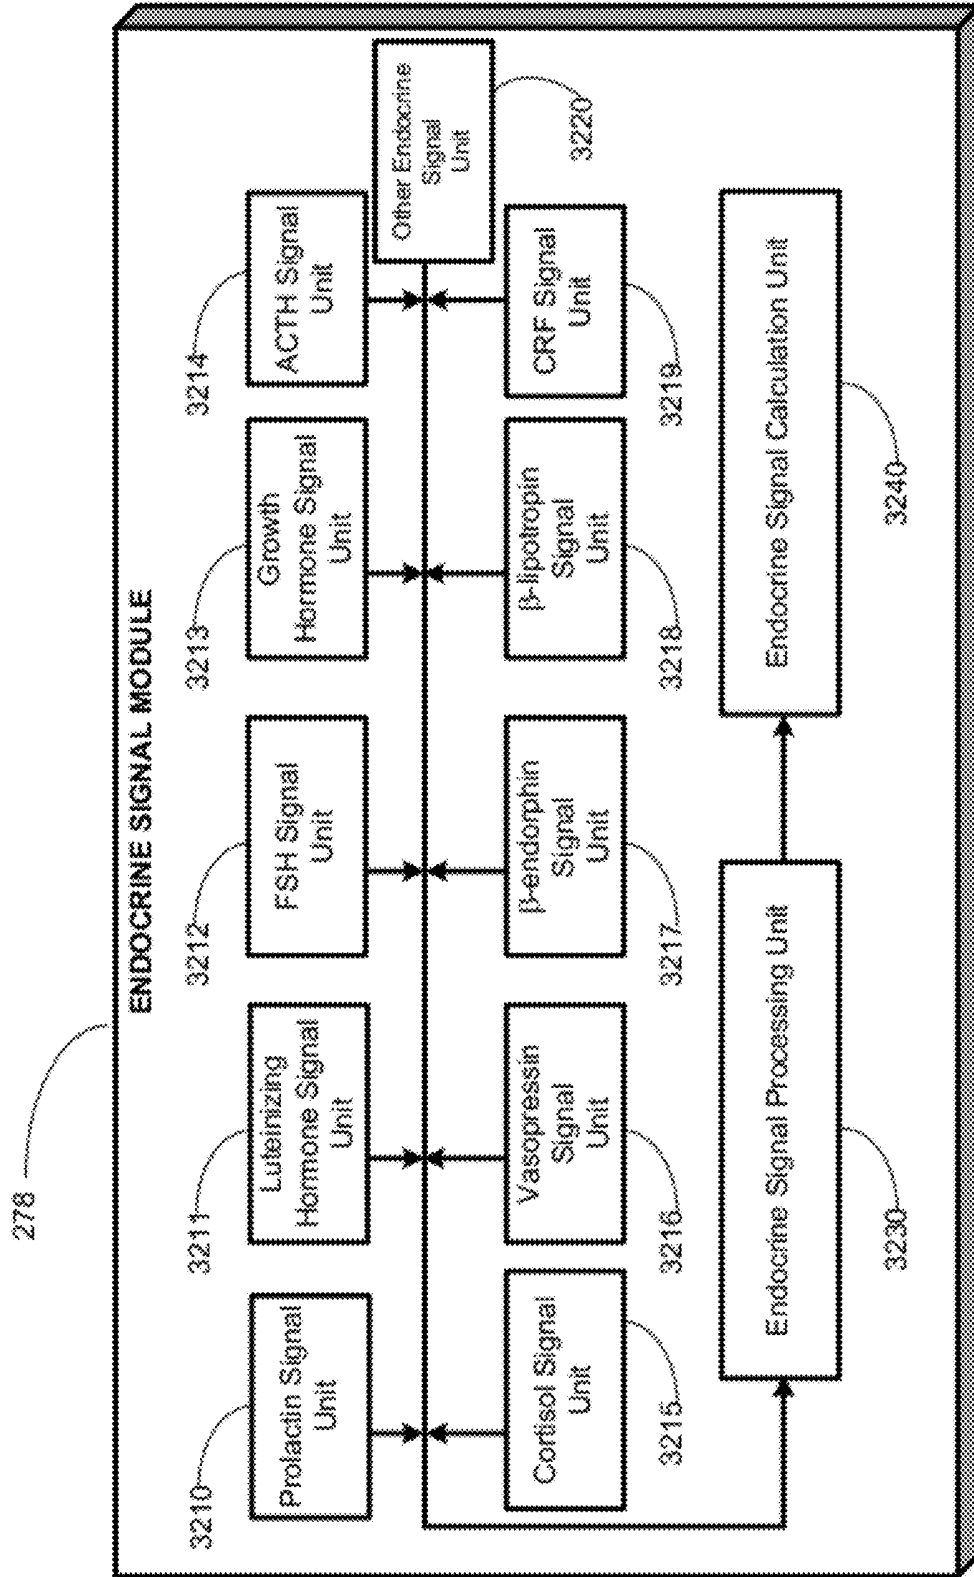 278
ENDOCRINE SIGNAL MODULE
3210
3211
3212
3213
3214
Prolactin Signal
Unit
Luteinizing
Hormone Signal
Unit
FSH Signal
Unit
Growth
Hormone Signal
Unit
ACTH Signal
Unit
Other Endocrine
Signal
Unit
3220
Cortisol Signal
Unit
Vasopressin
Signal
Unit
β-endorphin
Signal
Unit
β-lipotropin
Signal
Unit
CRF Signal
Unit
3215
3216
3217
3218
3219
Endocrine Signal Processing Unit
Endocrine Signal Calculation Unit
3230
3240